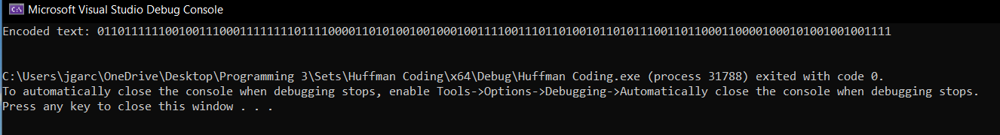 Microsoft Visual Studio Debug Console
Encoded text: 0110111111001001110001111111101111000011010100100100010011110011101101001011010111001101100011000010001010010010001111
C:\Users\jgarc\OneDrive\Desktop\Programming 3\Sets\Huffman Coding\x64\Debug\Huffman Coding.exe (process 31788) exited with code 0.
To automatically close the console when debugging stops, enable Tools->Options->Debugging->Automatically close the console when debugging stops.
Press any key to close this window . . .